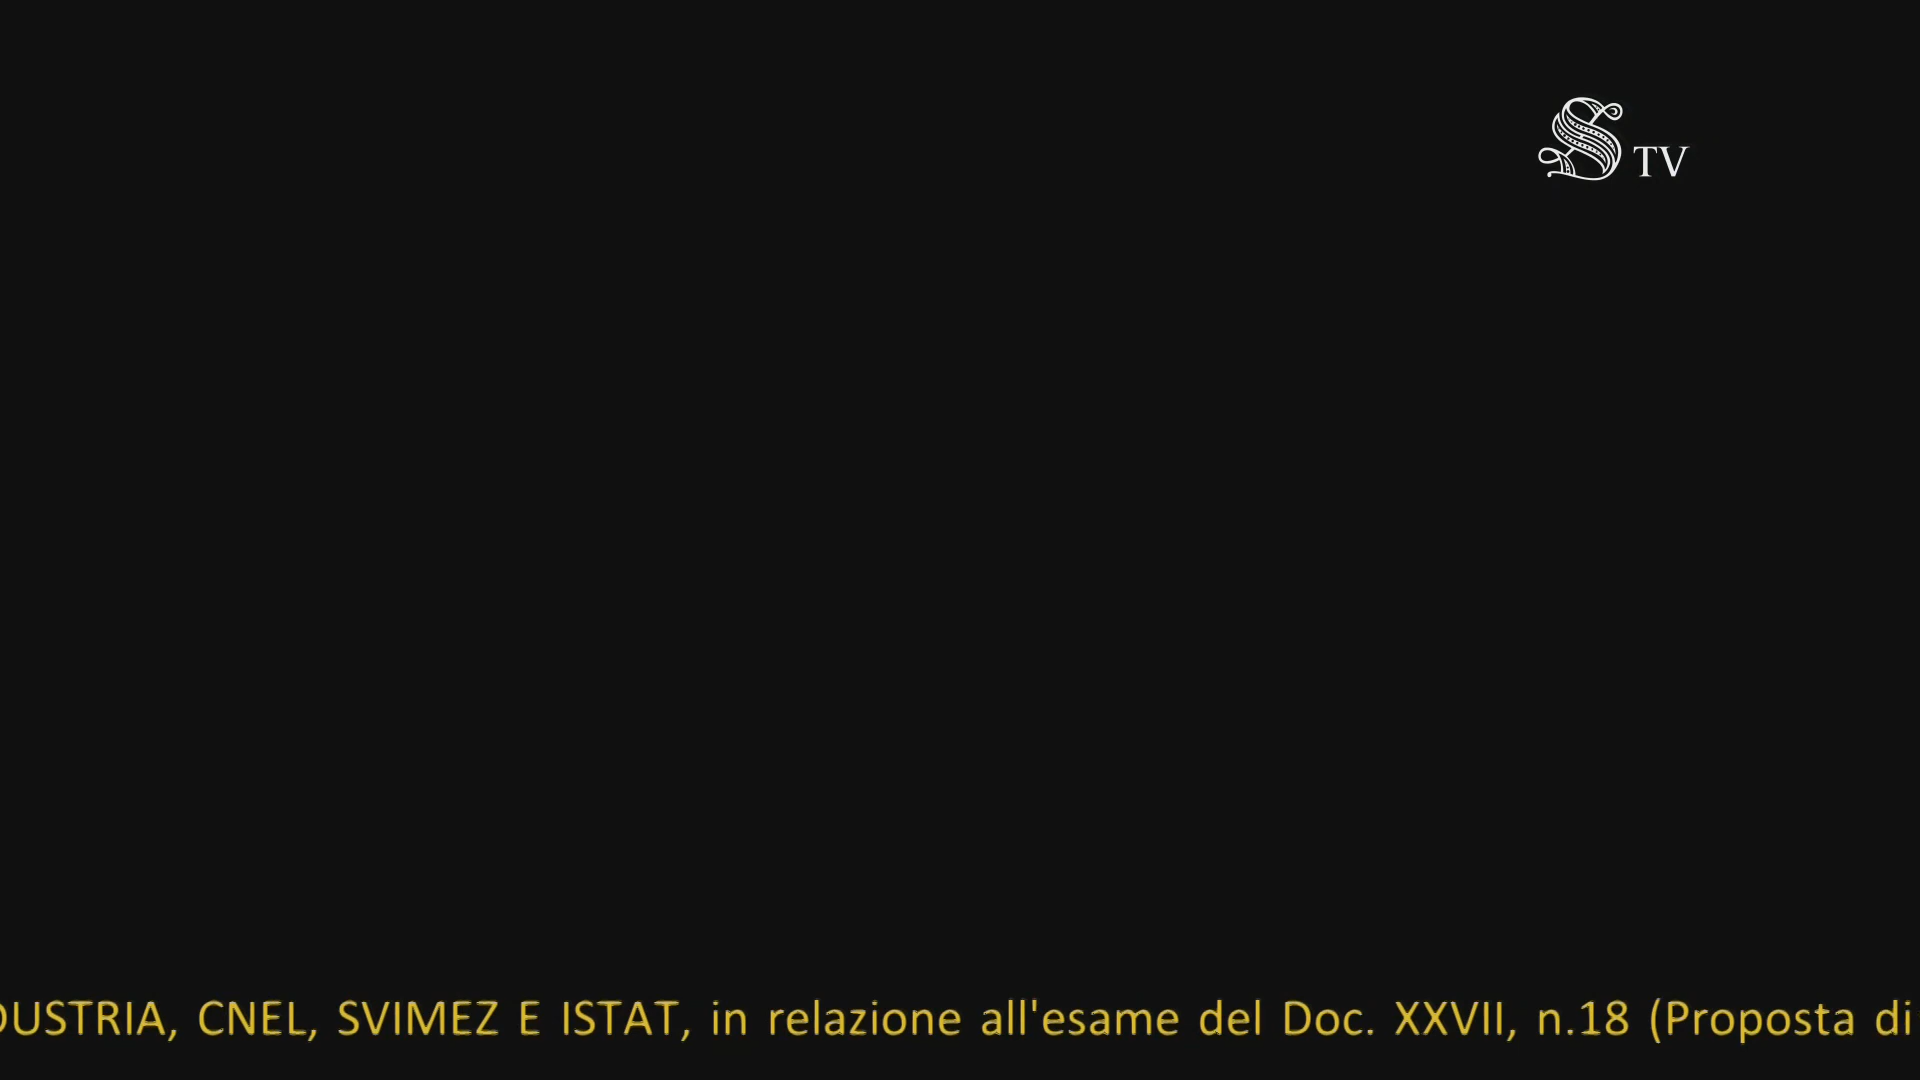 S TV
DUSTRIA, CNEL, SVIMEZ E ISTAT, in relazione all'esame del Doc. XXVII, n.18 (Proposta di